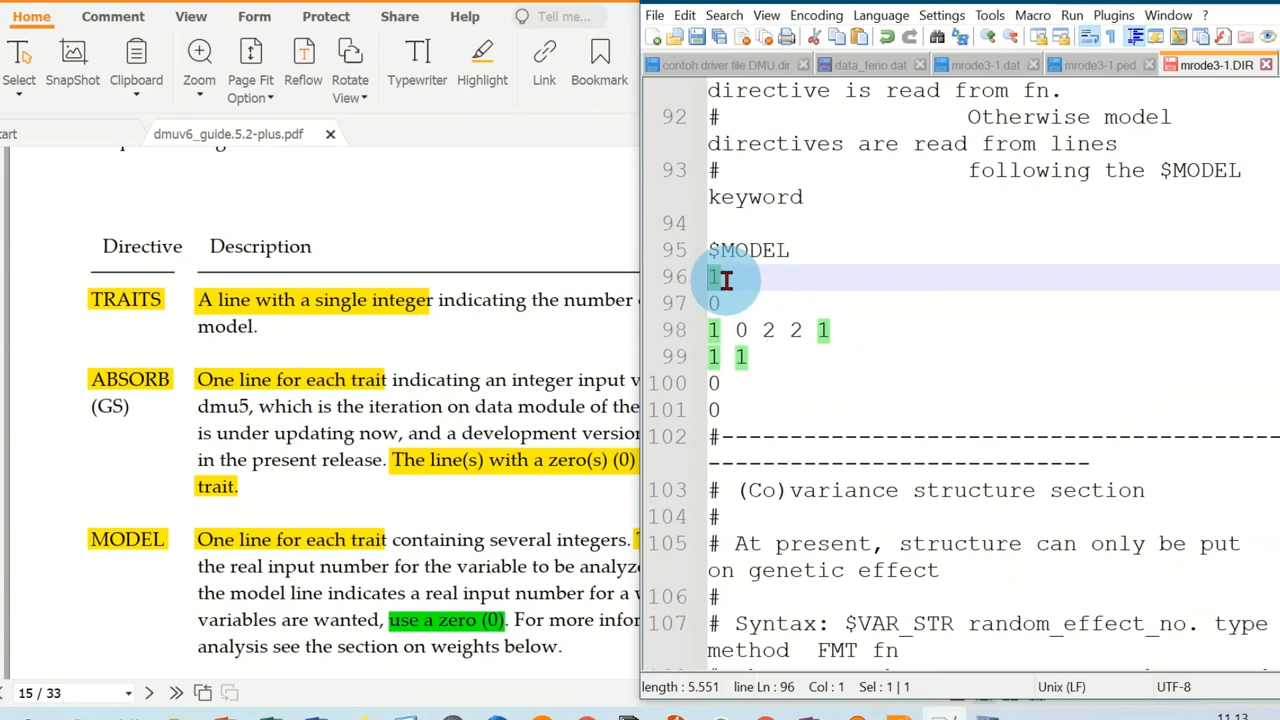 Home Comment View Form Protect Share Help Tell me...
Select SnapShot Clipboard Zoom Page Fit Option Reflow Rotate View Typewriter Highlight Link Bookmark
art dmuv6_guide.5.2-plus.pdf
Directive Description
TRAITS A line with a single integer indicating the number
model.
ABSORB One line for each trait indicating an integer input v
(GS) dmu5, which is the iteration on data module of the
is under updating now, and a development version
in the present release. The line(s) with a zero(s) (0)
trait.
MODEL One line for each trait containing several integers.
the real input number for the variable to be analyze
the model line indicates a real input number for a w
variables are wanted, use a zero (0). For more infor
analysis see the section on weights below.
15 / 33
File Edit Search View Encoding Language Settings Tools Macro Run Plugins Window ?
contoh driver file DMU.dir data_feno.dat mrode3-1.dat mrode3-1.ped mrode3-1.DIR
directive is read from fn.
92 # Otherwise model
directives are read from lines
93 # following the $MODEL
keyword
94
95 $MODEL
96 1
97 0
98 1 0 2 2 1
99 1 1
100 0
101 0
102 #-----------------------------------------
----------------------------
103 # (Co)variance structure section
104 #
105 # At present, structure can only be put
on genetic effect
106 #
107 # Syntax: $VAR_STR random_effect_no. type
method FMT fn
length : 5.551 line Ln : 96 Col : 1 Sel : 1 | 1 Unix (LF) UTF-8
11.13